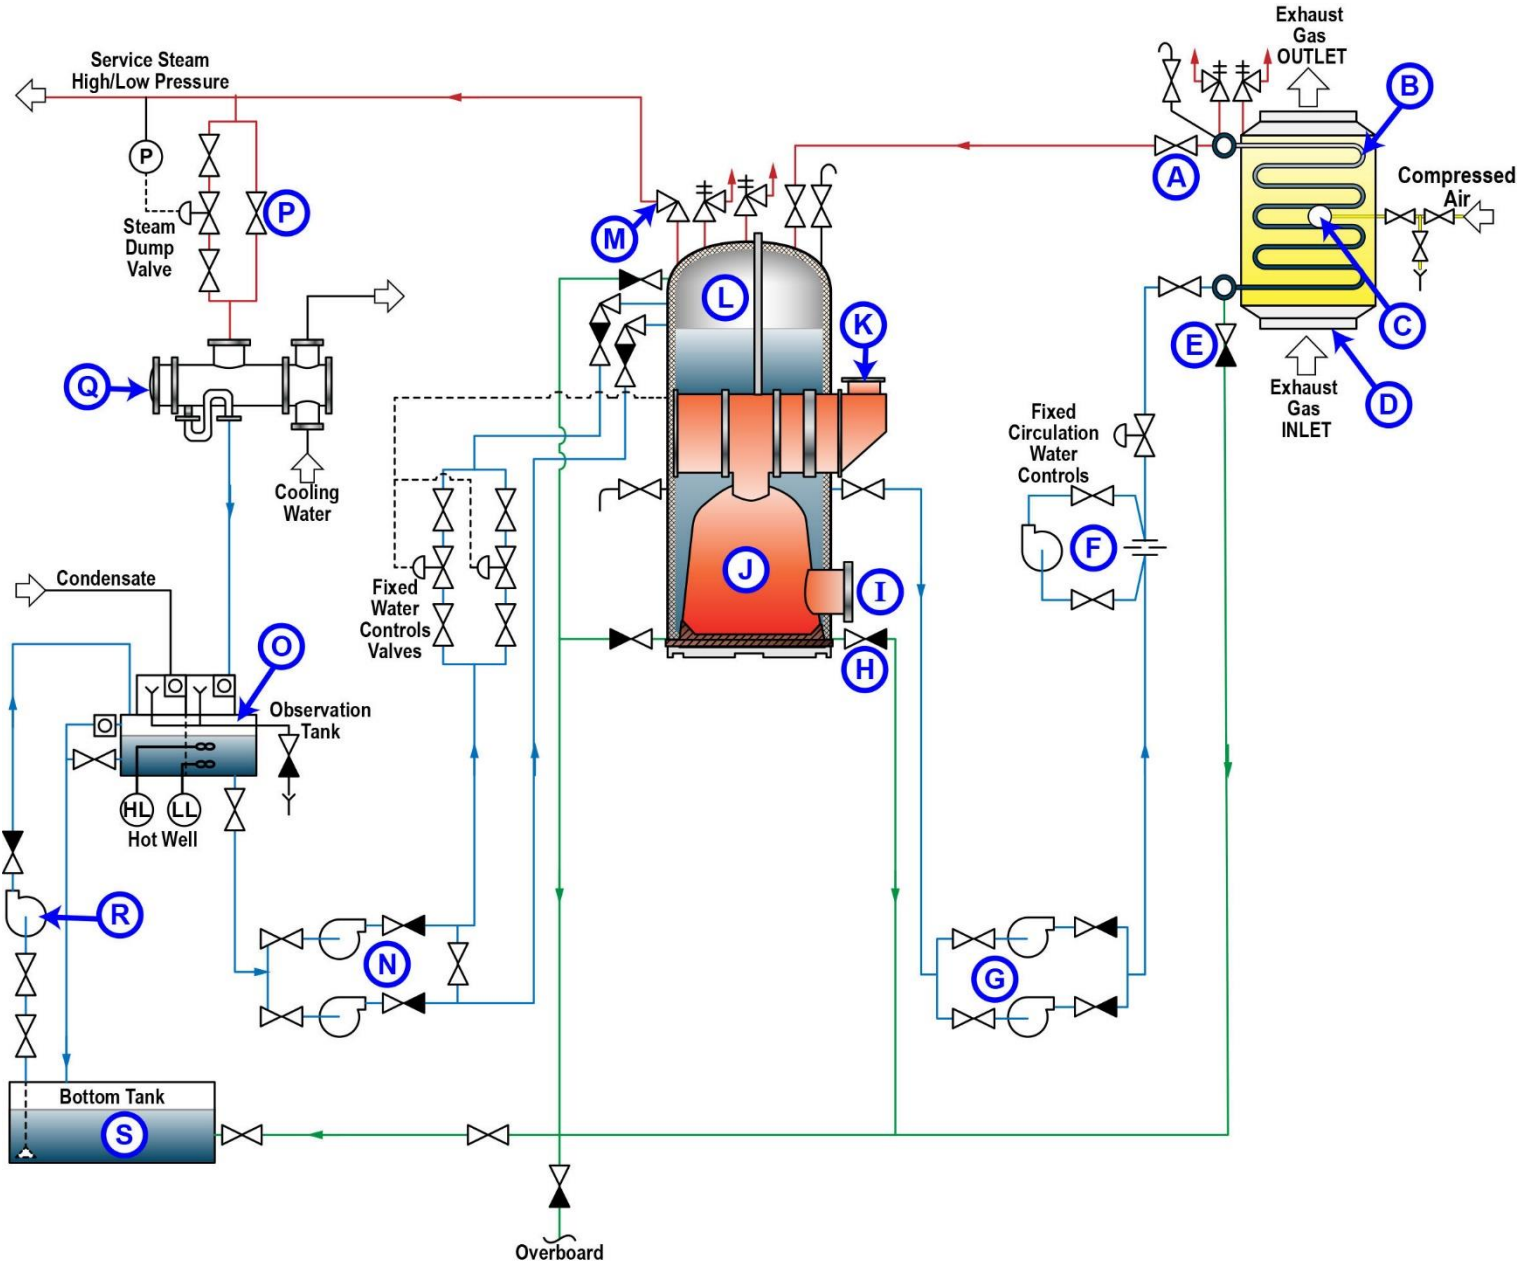 Exhaust
Gas
OUTLET
Service Steam
High/Low Pressure
B
P
A
Compressed
Air
P
Steam
Dump
Valve
M
L
K
C
E
Q
Exhaust
Gas
INLET
D
Fixed
Circulation
Water
Controls
Cooling
Water
F
J
I
Condensate
Fixed
Water
Controls
Valves
O
H
Observation
Tank
HL
LL
Hot Well
R
N
G
Bottom Tank
S
Overboard